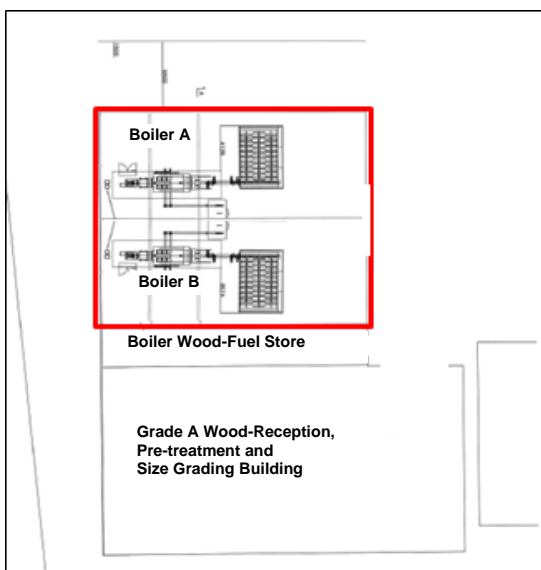 Boiler A
Boiler B
Boiler Wood-Fuel Store
Grade A Wood-Reception,
Pre-treatment and
Size Grading Building